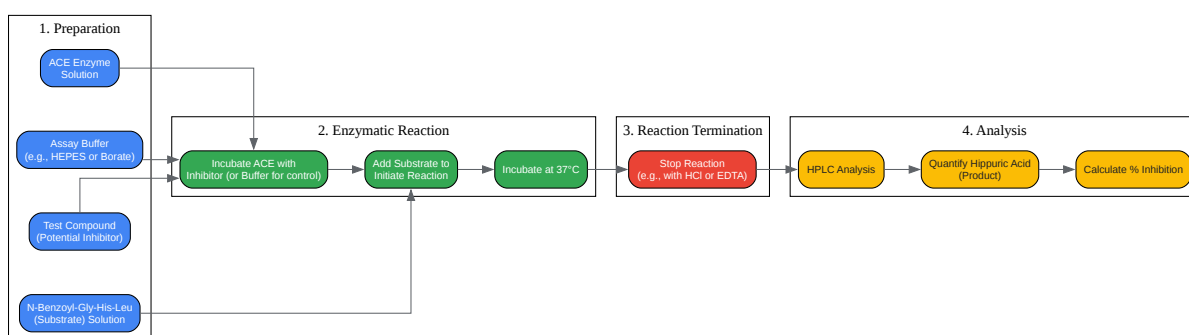 1. Preparation
ACE Enzyme
Solution
Assay Buffer
(e.g., HEPES or Borate)
Test Compound
(Potential Inhibitor)
N-Benzoyl-Gly-His-Leu
(Substrate) Solution
2. Enzymatic Reaction
Incubate ACE with
Inhibitor (or Buffer for control)
Add Substrate to
Initiate Reaction
Incubate at 37°C
3. Reaction Termination
Stop Reaction
(e.g., with HCl or EDTA)
4. Analysis
HPLC Analysis
Quantify Hippuric Acid
(Product)
Calculate % Inhibition